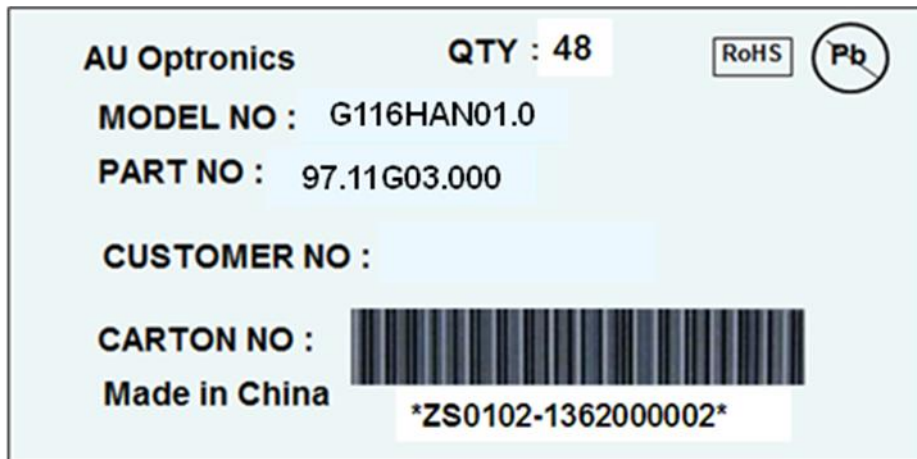 AU Optronics QTY : 48 RoHS Pb
MODEL NO : G116HAN01.0
PART NO : 97.11G03.000
CUSTOMER NO :
CARTON NO :
Made in China
*ZS0102-1362000002*